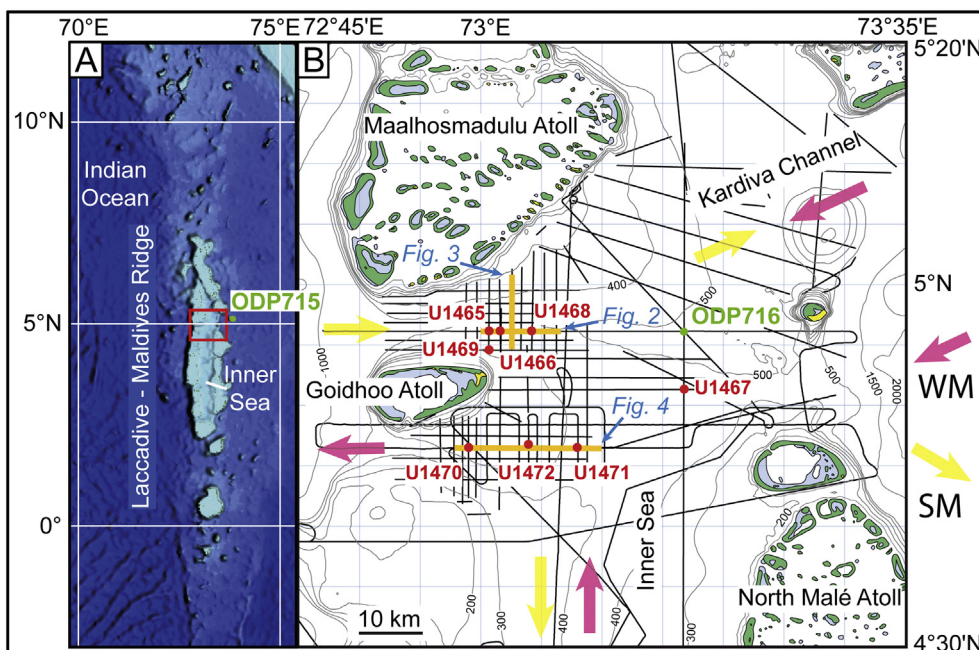 70°E
75°E
72°45'E
73°E
73°35'E
A
B
5°20'N
10°N
Indian
Ocean
Laccadive - Maldives Ridge
ODP715
5°N
Inner
Sea
0°
Maalhosmadulu Atoll
Kardiva Channel
Fig. 3
400
500
5°N
U1465
U1468
Fig. 2
ODP716
U1469
U1466
1000
500
500
1500
2000
WM
Goidhoo Atoll
U1467
Fig. 4
U1470
U1472
U1471
SM
Inner Sea
200
North Malé Atoll
200
300
400
400
300
10 km
4°30'N